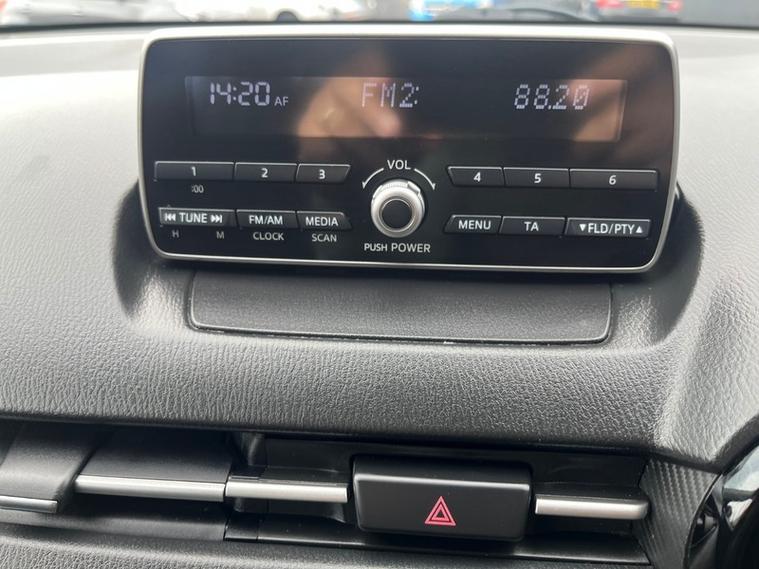 14:20 AF FM2 88.20
VOL
1 2 3 4 5 6
:00
TUNE FM/AM MEDIA MENU TA ▼FLD/PTY▲
H M CLOCK SCAN
PUSH POWER